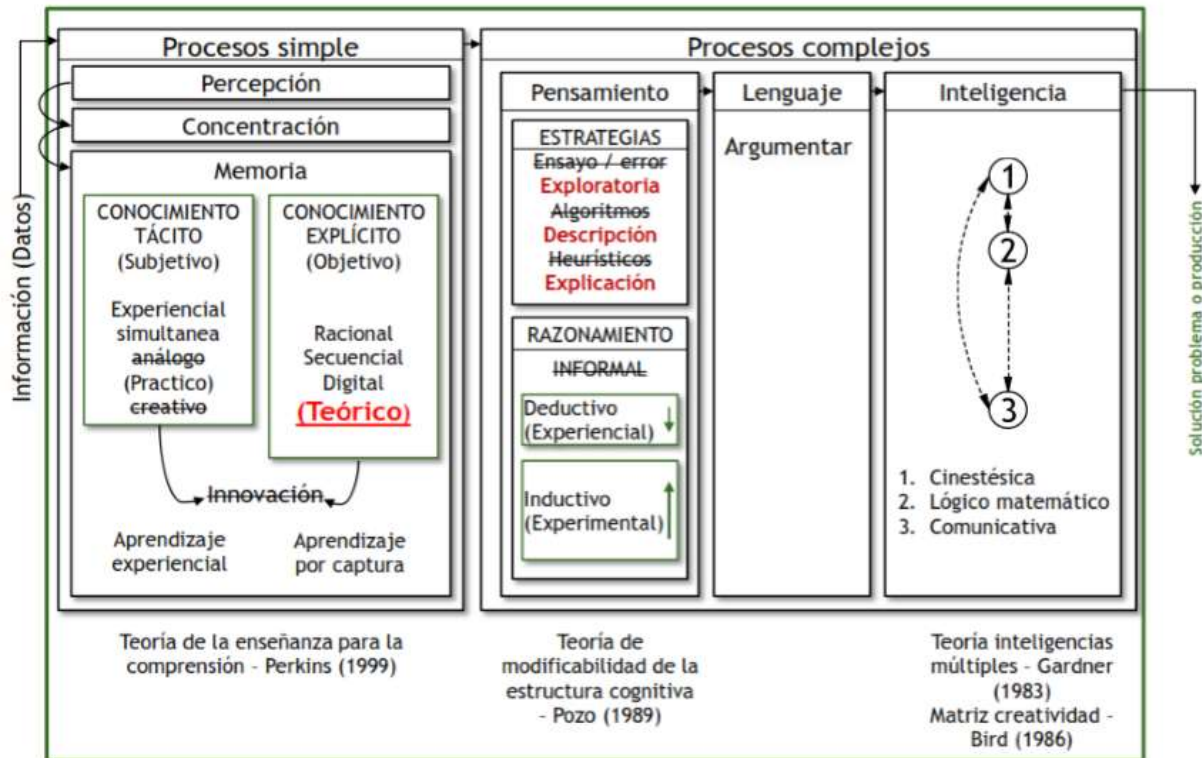 Información (Datos)
Procesos simple
Percepción
Concentración
Memoria
CONOCIMIENTO
TÁCITO
(Subjetivo)
Experiencial
simultanea
análogo
(Practico)
creativo
CONOCIMIENTO
EXPLÍCITO
(Objetivo)
Racional
Secuencial
Digital
(Teórico)
Innovación
Aprendizaje
experiencial
Aprendizaje
por captura
Procesos complejos
Pensamiento
ESTRATEGIAS
Ensayo / error
Exploratoria
Algoritmos
Descripción
Heurísticos
Explicación
RAZONAMIENTO
INFORMAL
Deductivo
(Experiencial)
Inductivo
(Experimental)
Lenguaje
Argumentar
Inteligencia
1
2
3
1. Cinestésica
2. Lógico matemático
3. Comunicativa
Solución problema o producción
Teoría de la enseñanza para la
comprensión - Perkins (1999)
Teoría de
modificabilidad de la
estructura cognitiva
- Pozo (1989)
Teoría inteligencias
múltiples - Gardner
(1983)
Matriz creatividad -
Bird (1986)